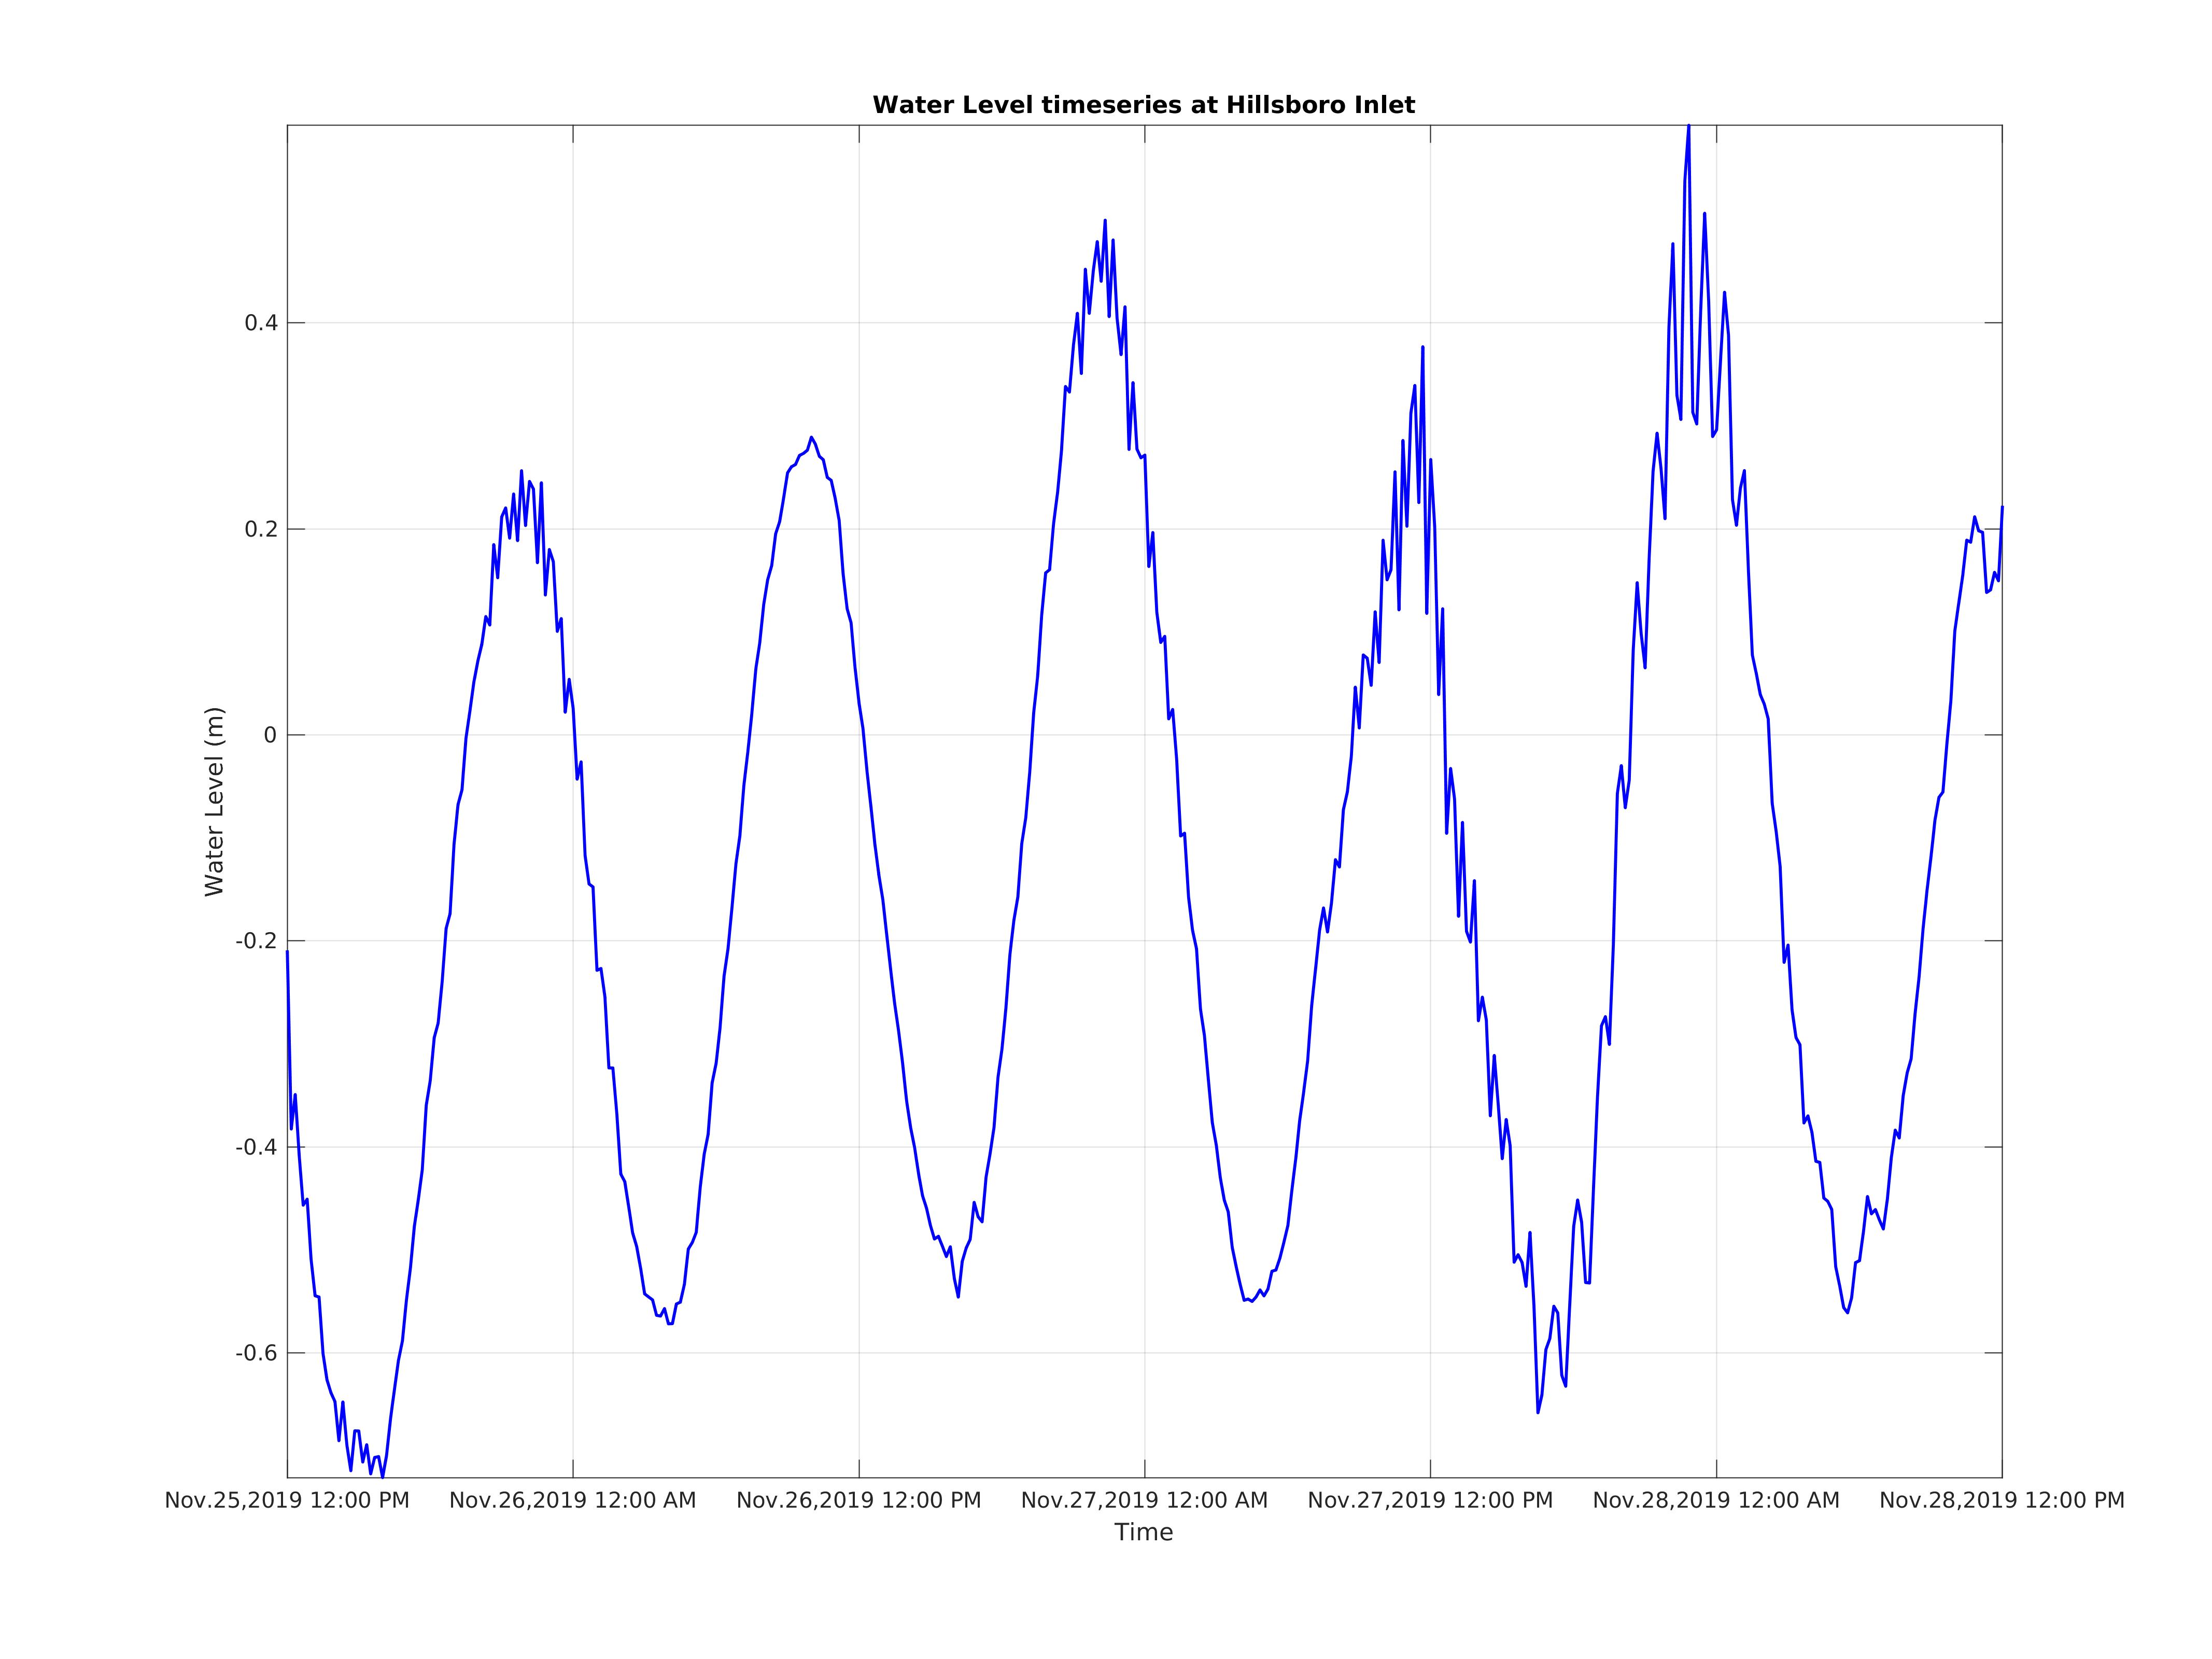 Water Level timeseries at Hillsboro Inlet
0.4
0.2
0
-0.2
-0.4
-0.6
Water Level (m)
Nov.25,2019 12:00 PM
Nov.26,2019 12:00 AM
Nov.26,2019 12:00 PM
Nov.27,2019 12:00 AM
Nov.27,2019 12:00 PM
Nov.28,2019 12:00 AM
Nov.28,2019 12:00 PM
Time